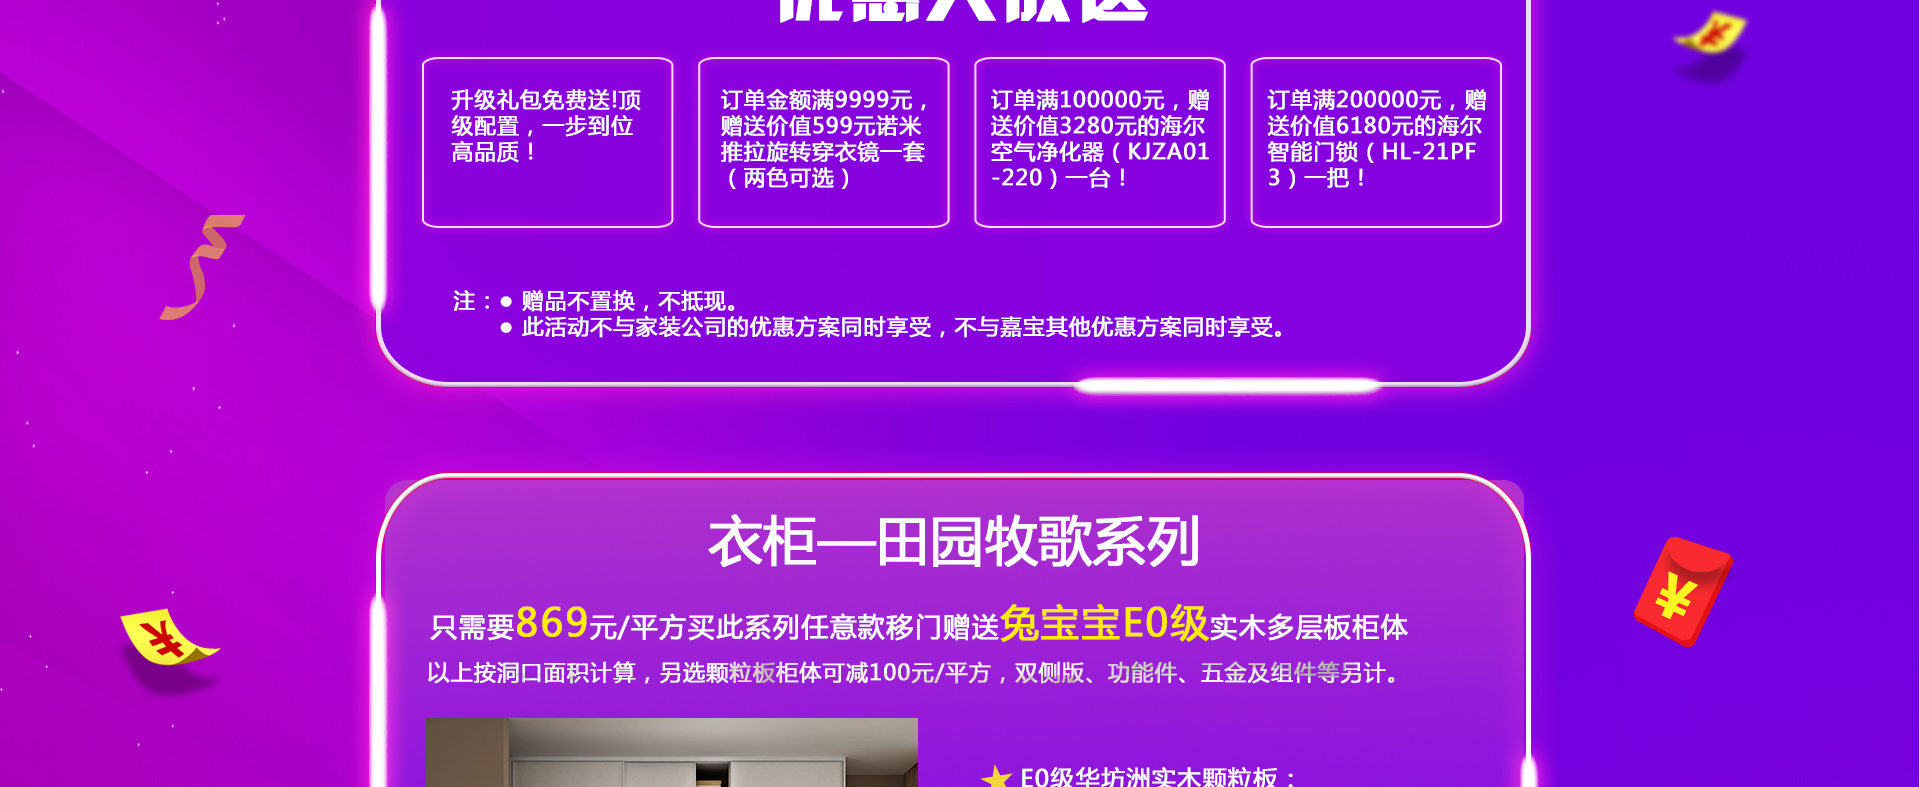 优惠大放送
升级礼包免费送!顶
级配置，一步到位
高品质！
订单金额满9999元，
赠送价值599元诺米
推拉旋转穿衣镜一套
（两色可选）
订单满100000元，赠
送价值3280元的海尔
空气净化器（KJZA01
-220）一台！
订单满200000元，赠
送价值6180元的海尔
智能门锁（HL-21PF
3）一把！
注：● 赠品不置换，不抵现。
● 此活动不与家装公司的优惠方案同时享受，不与嘉宝其他优惠方案同时享受。
衣柜—田园牧歌系列
只需要869元/平方买此系列任意款移门赠送兔宝宝E0级实木多层板柜体
以上按洞口面积计算，另选颗粒板柜体可减100元/平方，双侧版、功能件、五金及组件等另计。
E0级华坊洲实木颗粒板：